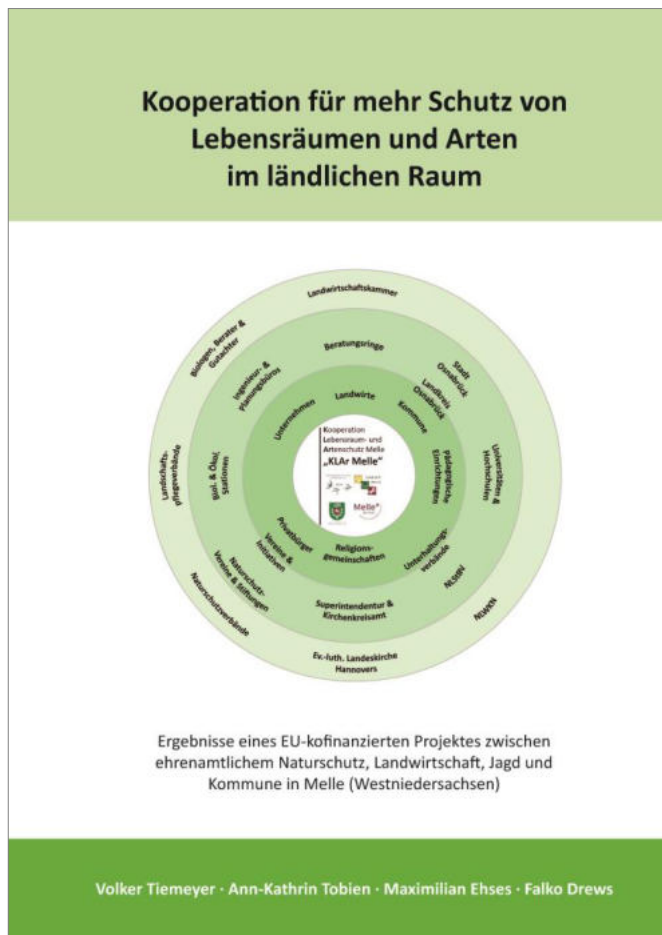 Kooperation für mehr Schutz von
Lebensräumen und Arten
im ländlichen Raum
Landwirtschaftskammer
Biologen, Berater &
Gutachter
Beratungsringe
Stadt
Osnabrück
Landkreis
Osnabrück
Ingenieur- &
Planungsbüros
Unternehmen
Landwirte
Kommune
Kooperation
Lebensraum- und
Artenschutz Melle
„KLAr Melle"
Melle
Landschafts-
pflegeverbände
Biol. & Ökol.
Stationen
pädagogische
Einrichtungen
Universitäten &
Hochschulen
Privatbürger
Vereine &
Initiativen
Religions-
gemeinschaften
Unterhaltungs-
verbände
NLStBV
NLWKN
Naturschutz-
Vereine & Stiftungen
Naturschutzverbände
Superintendentur &
Kirchenkreisamt
Ev.-luth. Landeskirche
Hannovers
Ergebnisse eines EU-kofinanzierten Projektes zwischen
ehrenamtlichem Naturschutz, Landwirtschaft, Jagd und
Kommune in Melle (Westniedersachsen)
Volker Tiemeyer · Ann-Kathrin Tobien · Maximilian Ehses · Falko Drews